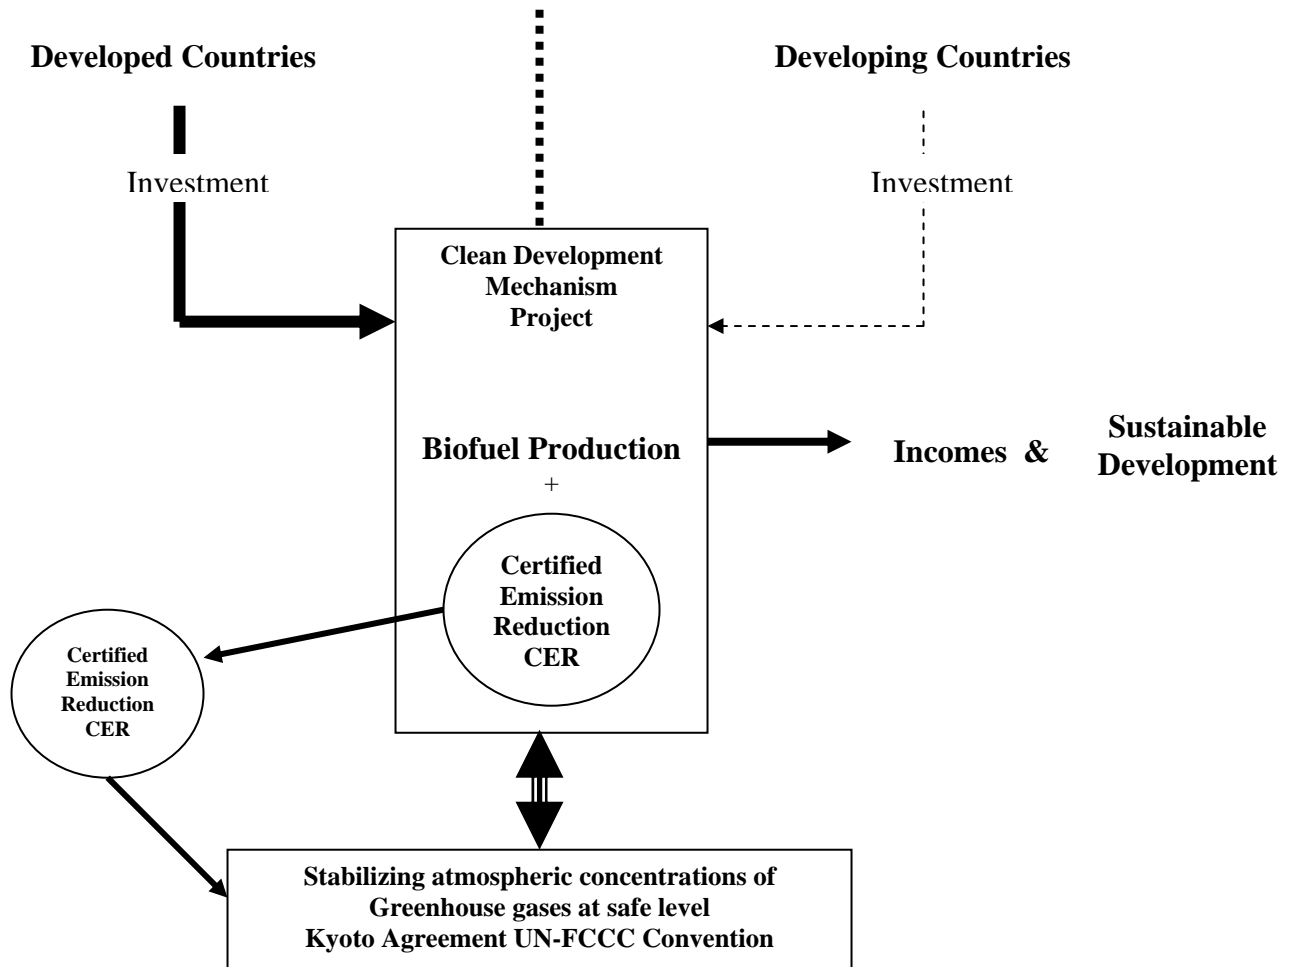 Developed Countries
Developing Countries
Investment
Investment
Clean Development
Mechanism
Project
Biofuel Production
+
Incomes &
Sustainable
Development
Certified
Emission
Reduction
CER
Certified
Emission
Reduction
CER
Stabilizing atmospheric concentrations of
Greenhouse gases at safe level
Kyoto Agreement UN-FCCC Convention